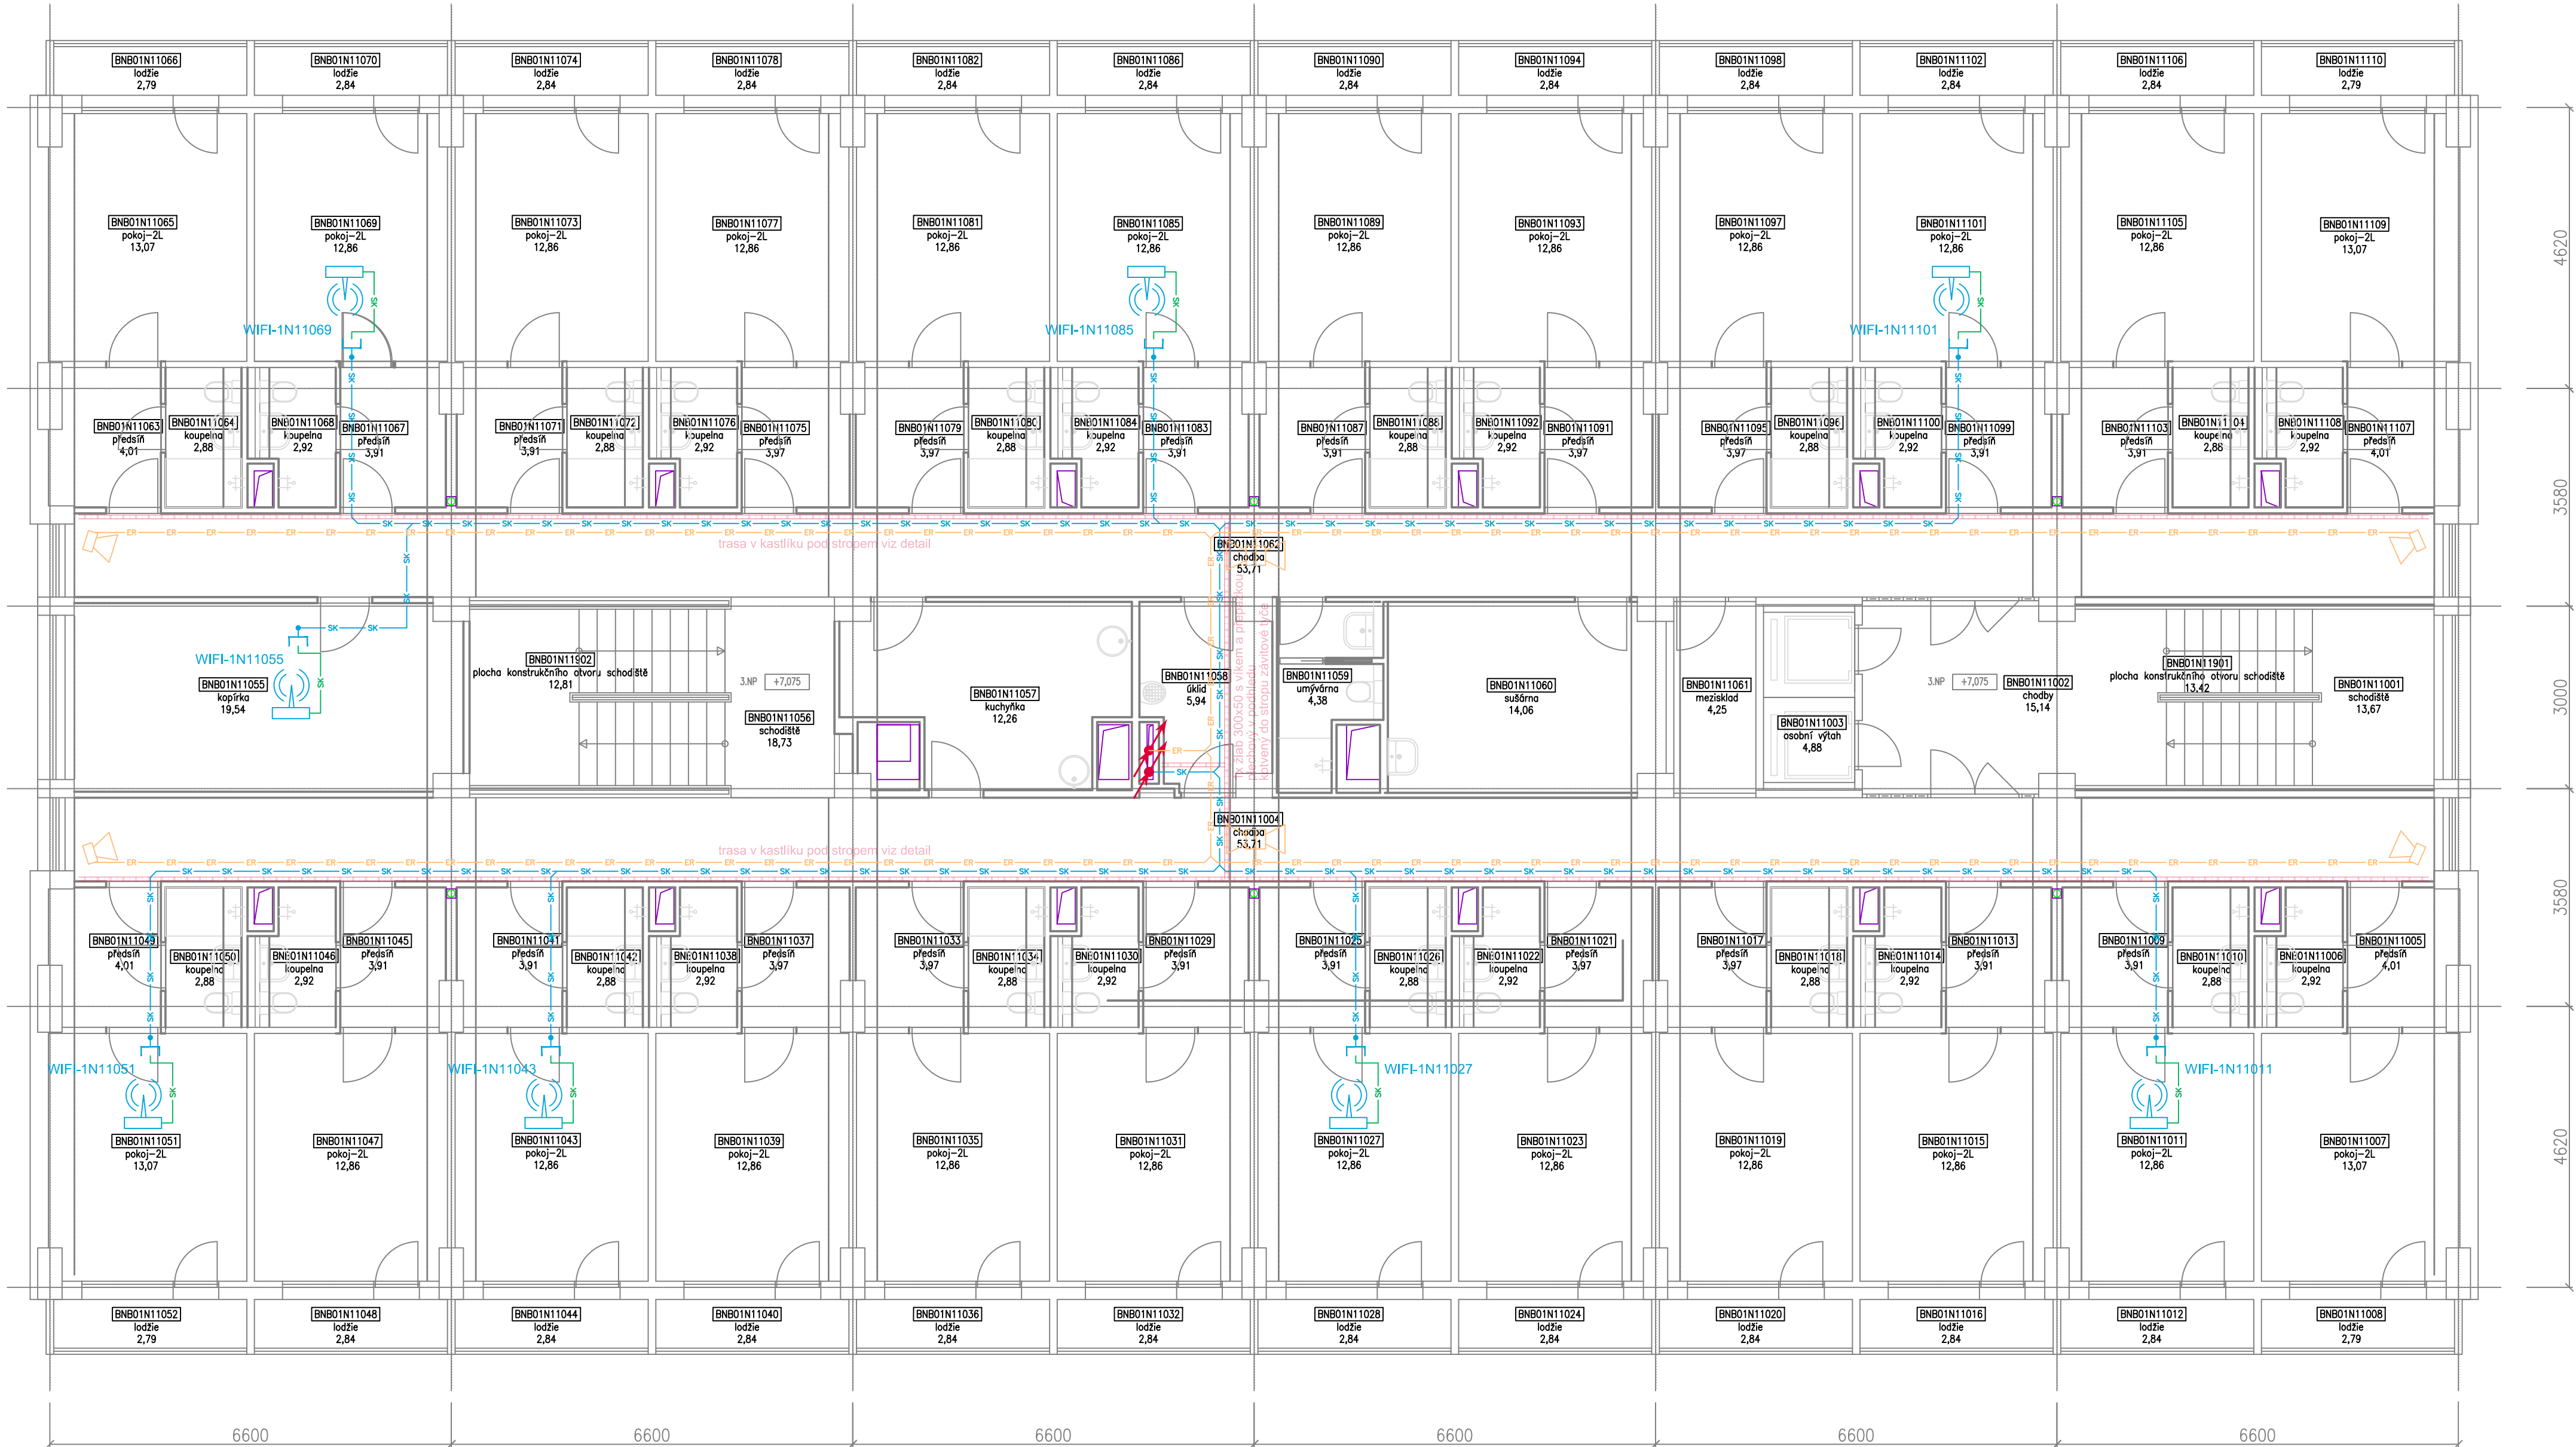 BNB01N11066
lodžie
2,79
BNB01N11070
lodžie
2,84
BNB01N11074
lodžie
2,84
BNB01N11078
lodžie
2,84
BNB01N11082
lodžie
2,84
BNB01N11086
lodžie
2,84
BNB01N11090
lodžie
2,84
BNB01N11094
lodžie
2,84
BNB01N11098
lodžie
2,84
BNB01N11102
lodžie
2,84
BNB01N11106
lodžie
2,84
BNB01N11110
lodžie
2,79
BNB01N11065
pokoj-2L
13,07
BNB01N11069
pokoj-2L
12,86
BNB01N11073
pokoj-2L
12,86
BNB01N11077
pokoj-2L
12,86
BNB01N11081
pokoj-2L
12,86
BNB01N11085
pokoj-2L
12,86
BNB01N11089
pokoj-2L
12,86
BNB01N11093
pokoj-2L
12,86
BNB01N11097
pokoj-2L
12,86
BNB01N11101
pokoj-2L
12,86
BNB01N11105
pokoj-2L
12,86
BNB01N11109
pokoj-2L
13,07
4620
WIFI-1N11069
WIFI-1N11085
WIFI-1N11101
BNB01N11063
předsíň
4,01
BNB01N11064
koupelna
2,88
BNB01N11068
koupelna
2,92
BNB01N11067
předsíň
3,91
BNB01N11071
předsíň
3,91
BNB01N11072
koupelna
2,88
BNB01N11076
koupelna
2,92
BNB01N11075
předsíň
3,97
BNB01N11079
předsíň
3,97
BNB01N11080
koupelna
2,88
BNB01N11084
koupelna
2,92
BNB01N11083
předsíň
3,91
BNB01N11087
předsíň
3,91
BNB01N11088
koupelna
2,88
BNB01N11092
koupelna
2,92
BNB01N11091
předsíň
3,97
BNB01N11095
předsíň
3,97
BNB01N11096
koupelna
2,88
BNB01N11100
koupelna
2,92
BNB01N11099
předsíň
3,91
BNB01N11103
předsíň
3,91
BNB01N11104
koupelna
2,88
BNB01N11108
koupelna
2,92
BNB01N11107
předsíň
4,01
3580
trasa v kastlíku pod stropem viz detail
BNB01N11062
chodba
53,71
WIFI-1N11055
BNB01N11055
kopírka
19,54
BNB01N11902
plocha konstrukčního otvoru schodiště
12,81
3.NP +7,075
BNB01N11056
schodiště
18,73
BNB01N11057
kuchyňka
12,26
BNB01N11058
úklid
5,94
1x žlab 300x50 s víkem a přepážkou
plechový v podhledu
kotvený do stropu závitové tyče
BNB01N11059
umývárna
4,38
BNB01N11060
sušárna
14,06
BNB01N11061
mezisklad
4,25
BNB01N11003
osobní výtah
4,88
3.NP +7,075
BNB01N11002
chodby
15,14
BNB01N11901
plocha konstrukčního otvoru schodiště
13,42
BNB01N11001
schodiště
13,67
3000
trasa v kastlíku pod stropem viz detail
BNB01N11004
chodba
53,71
BNB01N11049
předsíň
4,01
BNB01N11050
koupelna
2,88
BNB01N11046
koupelna
2,92
BNB01N11045
předsíň
3,91
BNB01N11041
předsíň
3,91
BNB01N11042
koupelna
2,88
BNB01N11038
koupelna
2,92
BNB01N11037
předsíň
3,97
BNB01N11033
předsíň
3,97
BNB01N11034
koupelna
2,88
BNB01N11030
koupelna
2,92
BNB01N11029
předsíň
3,91
BNB01N11025
předsíň
3,91
BNB01N11026
koupelna
2,88
BNB01N11022
koupelna
2,92
BNB01N11021
předsíň
3,97
BNB01N11017
předsíň
3,97
BNB01N11018
koupelna
2,88
BNB01N11014
koupelna
2,92
BNB01N11013
předsíň
3,91
BNB01N11009
předsíň
3,91
BNB01N11010
koupelna
2,88
BNB01N11006
koupelna
2,92
BNB01N11005
předsíň
4,01
3580
WIFI-1N11051
WIFI-1N11043
WIFI-1N11027
WIFI-1N11011
BNB01N11051
pokoj-2L
13,07
BNB01N11047
pokoj-2L
12,86
BNB01N11043
pokoj-2L
12,86
BNB01N11039
pokoj-2L
12,86
BNB01N11035
pokoj-2L
12,86
BNB01N11031
pokoj-2L
12,86
BNB01N11027
pokoj-2L
12,86
BNB01N11023
pokoj-2L
12,86
BNB01N11019
pokoj-2L
12,86
BNB01N11015
pokoj-2L
12,86
BNB01N11011
pokoj-2L
12,86
BNB01N11007
pokoj-2L
13,07
4620
BNB01N11052
lodžie
2,79
BNB01N11048
lodžie
2,84
BNB01N11044
lodžie
2,84
BNB01N11040
lodžie
2,84
BNB01N11036
lodžie
2,84
BNB01N11032
lodžie
2,84
BNB01N11028
lodžie
2,84
BNB01N11024
lodžie
2,84
BNB01N11020
lodžie
2,84
BNB01N11016
lodžie
2,84
BNB01N11012
lodžie
2,84
BNB01N11008
lodžie
2,79
6600 6600 6600 6600 6600 6600